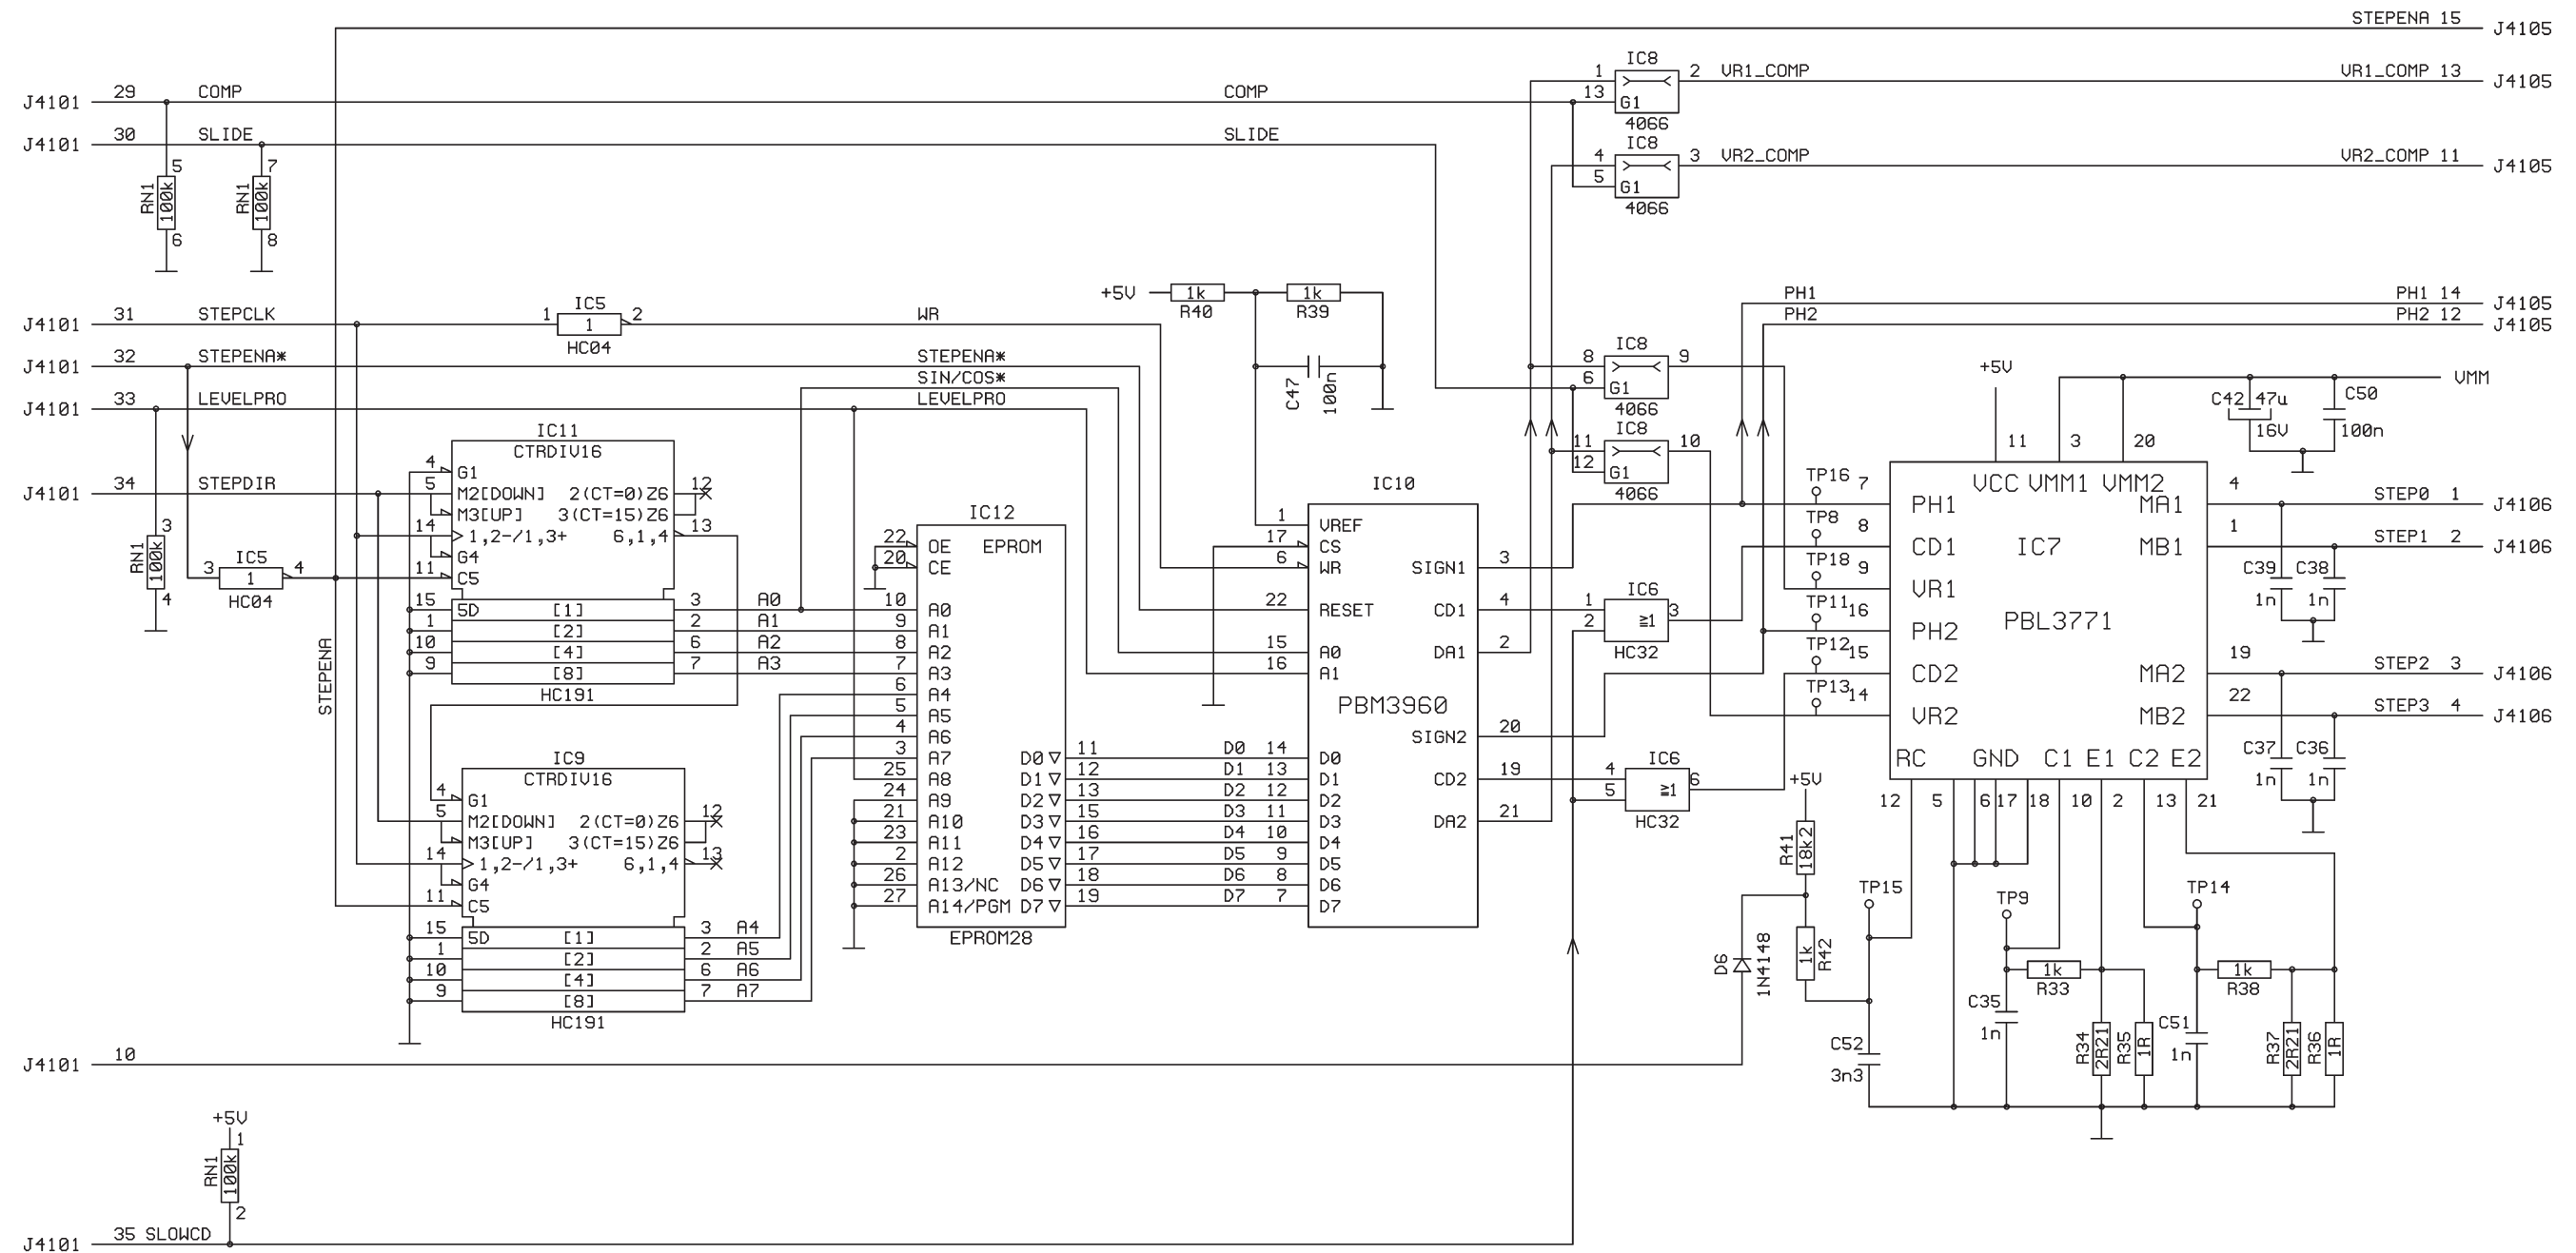 STEPENA 15 J4105
IC8
1 2 VR1_COMP VR1_COMP 13 J4105
J4101 29 COMP COMP 13 G1
4066
J4101 30 SLIDE SLIDE
IC8
4 3 VR2_COMP VR2_COMP 11 J4105
5 G1
4066
5 7
RN1 100k RN1 100k
6 8
+5V 1k 1k
R40 R39
PH1 PH1 14 J4105
J4101 31 STEPCLK 1 IC5 1 2 WR PH2 PH2 12 J4105
HC04
IC8
J4101 32 STEPENA* STEPENA* 8 9
SIN/COS* 6 G1
4066
C47 100n
+5V VMM
J4101 33 LEVELPRO LEVELPRO
C42 47u 16V C50 100n
IC8
11 10
12 G1
4066
11 3 20
IC11
CTRDIV16
4 G1
J4101 34 STEPDIR 5 M2[DOWN] 2(CT=0)Z6 12
M3[UP] 3(CT=15)Z6
14 1,2-/1,3+ 6,1,4 13
G4
11 C5
15 5D [1] 3 A0
1 [2] 2 A1
10 [4] 6 A2
9 [8] 7 A3
HC191
3 RN1 100k 4
3 IC5 1 4
HC04
STEPENA
IC9
CTRDIV16
4 G1
5 M2[DOWN] 2(CT=0)Z6 12
M3[UP] 3(CT=15)Z6
14 1,2-/1,3+ 6,1,4 13
G4
11 C5
15 5D [1] 3 A4
1 [2] 2 A5
10 [4] 6 A6
9 [8] 7 A7
HC191
IC12
22 OE EPROM
20 CE
10 A0
9 A1
8 A2
7 A3
6 A4
5 A5
4 A6
3 A7 D0 11 D0 14
25 A8 D1 12 D1 13
24 A9 D2 13 D2 12
21 A10 D3 15 D3 11
23 A11 D4 16 D4 10
2 A12 D5 17 D5 9
26 A13/NC D6 18 D6 8
27 A14/PGM D7 19 D7 7
EPROM28
IC10
1 VREF
17 CS
6 WR SIGN1 3
22 RESET CD1 4
15 A0 DA1 2
16 A1
PBM3960
SIGN2 20
D0 CD2 19
D1
D2
D3 DA2 21
D4
D5
D6
D7
IC6
1 3
2 ≥1
HC32
IC6
4 6
5 ≥1
HC32
TP16 7 PH1 VCC VMM1 VMM2 MA1 4 STEP0 1 J4106
TP8 8 CD1 IC7 MB1 1 STEP1 2 J4106
TP18 9 VR1
C39 1n C38 1n
TP11 16 PH2 PBL3771
TP12 15 CD2 MA2 19 STEP2 3 J4106
TP13 14 VR2 MB2 22 STEP3 4 J4106
RC GND C1 E1 C2 E2
C37 1n C36 1n
12 5 6 17 18 10 2 13 21
+5V
R41 18k2
TP15 TP9 TP14
D6 1N4148
1k R42
1k 1k
R33 R38
C35 1n C51 1n
C52 3n3
R34 2R21 R35 1R R37 2R21 R36 1R
J4101 10
+5V
1
RN1 100k
2
J4101 35 SLOWCD